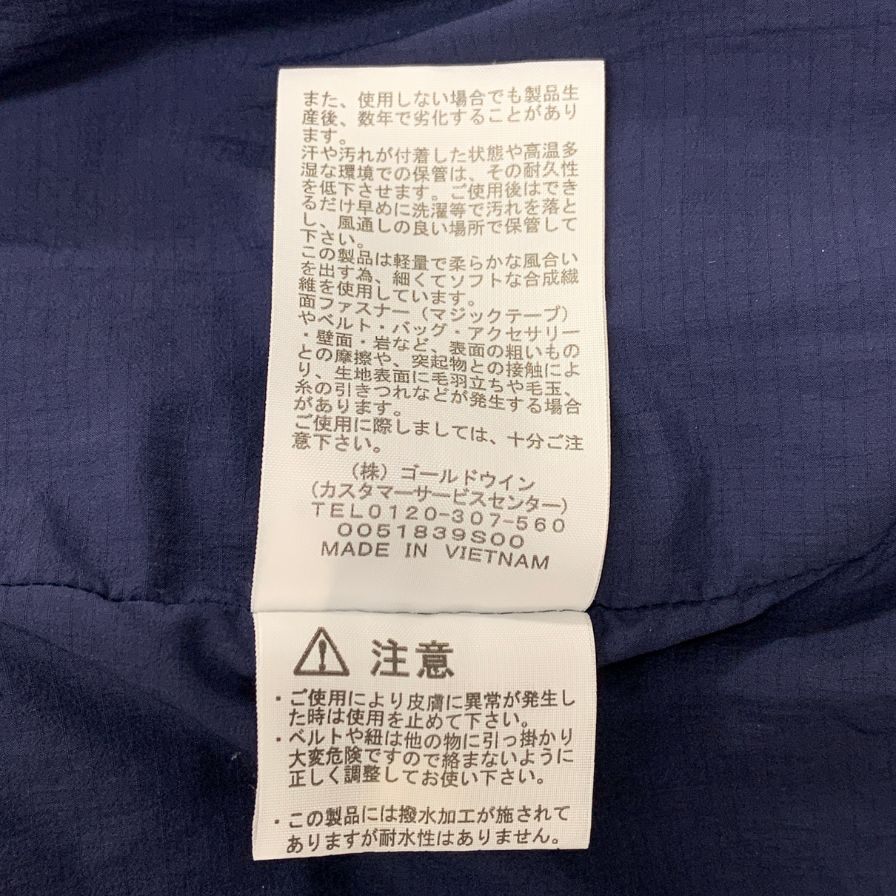 また、使用しない場合でも製品生
産後、数年で劣化することがあり
ます。
汗や汚れが付着した状態や高温多
湿な環境での保管は、その耐久性
を低下させます。ご使用後はでき
るだけ早めに洗濯等で汚れを落と
し、風通しの良い場所で保管して
下さい。
この製品は軽量で柔らかな風合い
を出す為、細くてソフトな合成繊
維を使用しています。
面ファスナー（マジックテープ）
やベルト・バッグ・アクセサリー
・壁面・岩など、表面の粗いもの
との摩擦や、突起物との接触によ
り、生地表面に毛羽立ちや毛玉、
糸の引きつれなどが発生する場合
があります。
ご使用に際しましては、十分ご注
意下さい。
（株）ゴールドウイン
（カスタマーサービスセンター）
TEL0120-307-560
0051839S00
MADE IN VIETNAM
注意
・ご使用により皮膚に異常が発生し
た時は使用を止めて下さい。
・ベルトや紐は他の物に引っ掛かり
大変危険ですので絡まないように
正しく調整してお使い下さい。
・この製品には撥水加工が施されて
ありますが耐水性はありません。